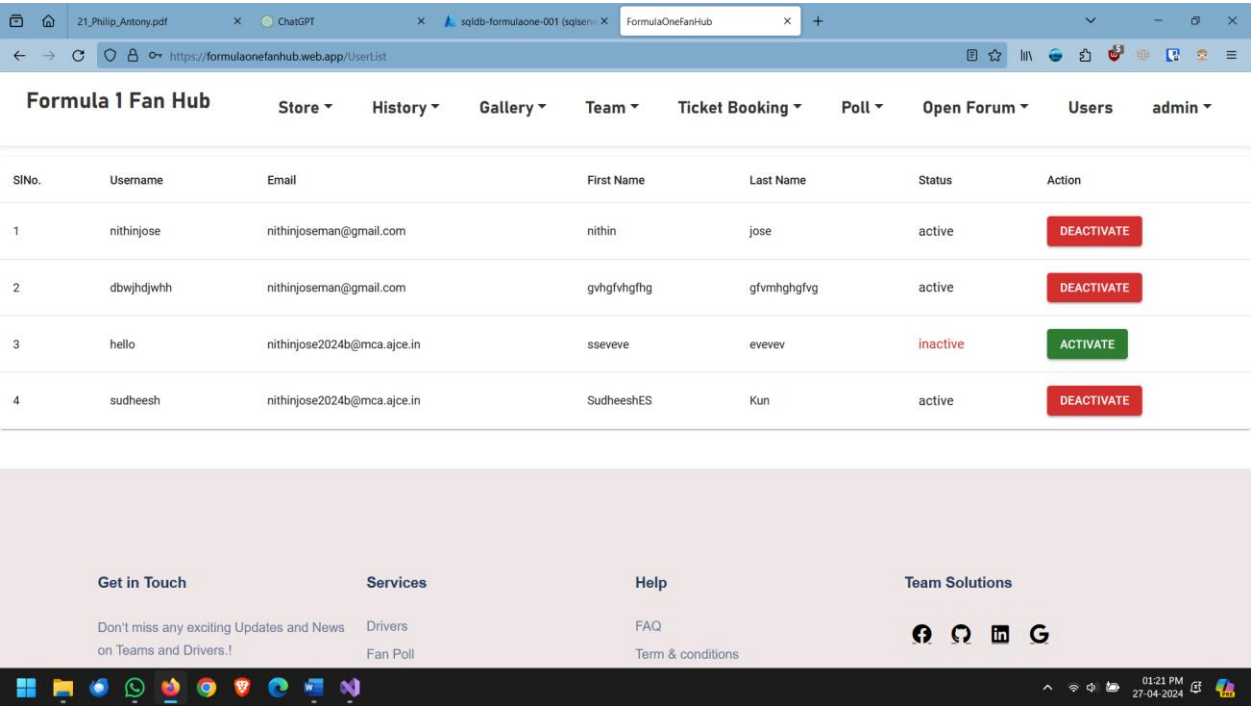 21_Philip_Antony.pdf
ChatGPT
sqldb-formulaone-001 (sqlserv
FormulaOneFanHub
https://formulaonefanhub.web.app/UserList
Formula 1 Fan Hub Store History Gallery Team Ticket Booking Poll Open Forum Users admin
SlNo. Username Email First Name Last Name Status Action
1 nithinjose nithinjoseman@gmail.com nithin jose active DEACTIVATE
2 dbwjhdjwhh nithinjoseman@gmail.com gvhgfvhgfhg gfvmhghgfvg active DEACTIVATE
3 hello nithinjose2024b@mca.ajce.in sseveve evevev inactive ACTIVATE
4 sudheesh nithinjose2024b@mca.ajce.in SudheeshES Kun active DEACTIVATE
Get in Touch
Don't miss any exciting Updates and News
on Teams and Drivers.!
Services
Drivers
Fan Poll
Help
FAQ
Term & conditions
Team Solutions
01:21 PM
27-04-2024